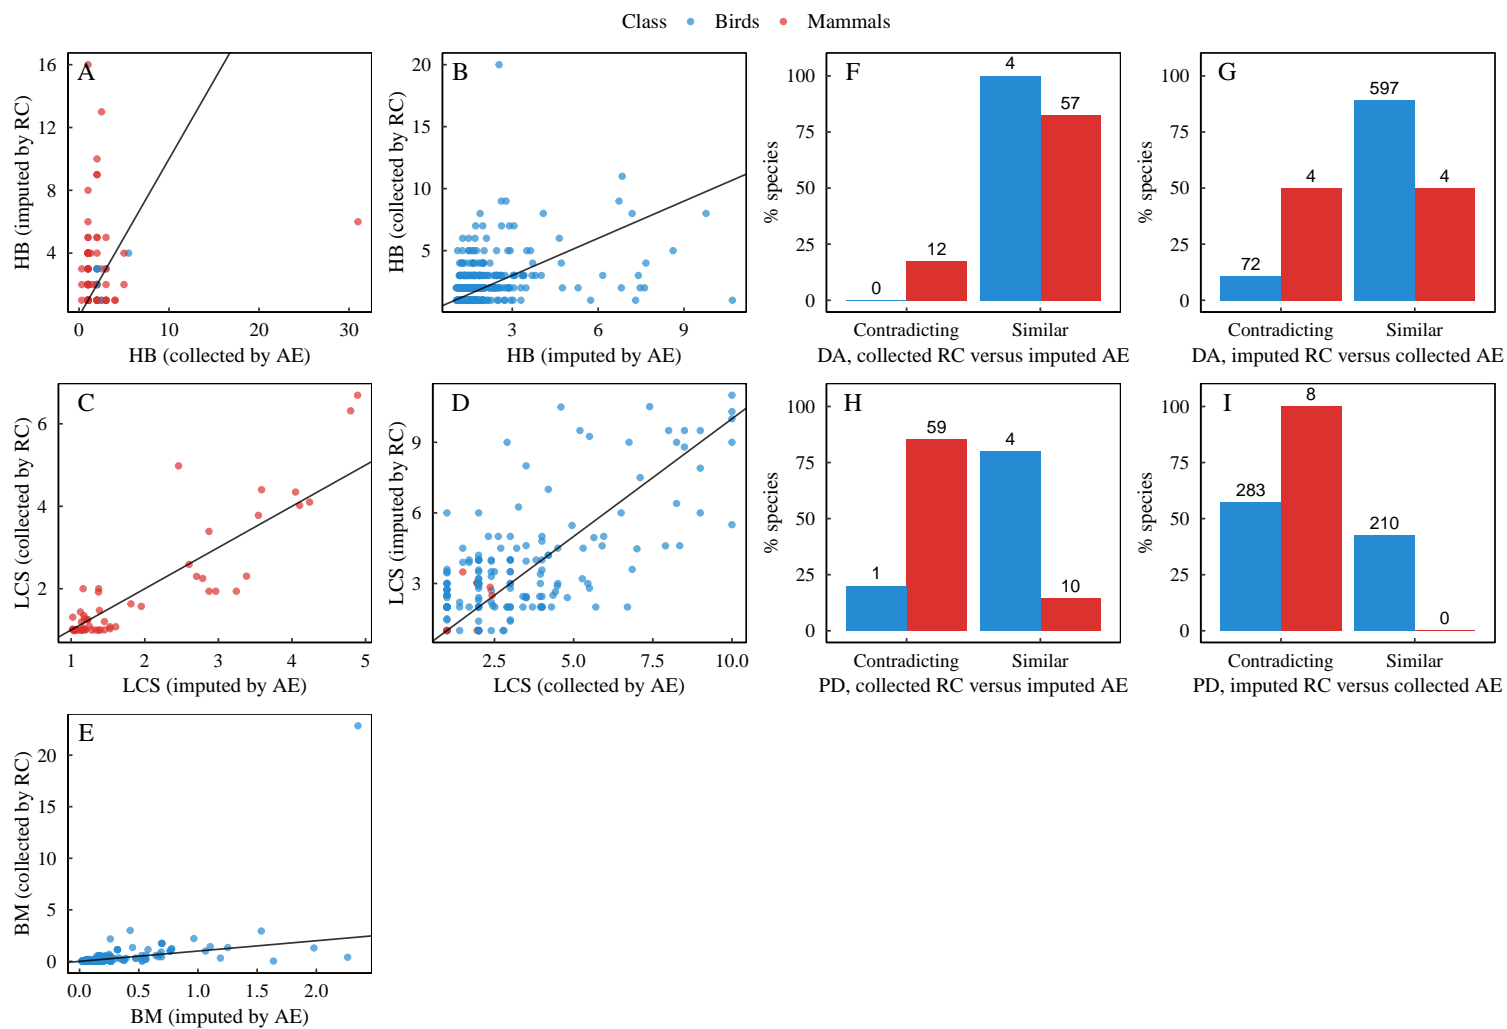 Class Birds Mammals
A
16
12
8
4
0 10 20 30
HB (imputed by RC)
HB (collected by AE)
B
20
15
10
5
3 6 9
HB (collected by RC)
HB (imputed by AE)
F
100
75
50
25
0
% species
0 12 4 57
Contradicting Similar
DA, collected RC versus imputed AE
G
100
75
50
25
0
% species
72 4 597 4
Contradicting Similar
DA, imputed RC versus collected AE
C
6
4
2
1 2 3 4 5
LCS (collected by RC)
LCS (imputed by AE)
D
9
6
3
2.5 5.0 7.5 10.0
LCS (imputed by RC)
LCS (collected by AE)
H
100
75
50
25
0
% species
1 59 4 10
Contradicting Similar
PD, collected RC versus imputed AE
I
100
75
50
25
0
% species
283 8 210 0
Contradicting Similar
PD, imputed RC versus collected AE
E
20
15
10
5
0
0.0 0.5 1.0 1.5 2.0
BM (collected by RC)
BM (imputed by AE)